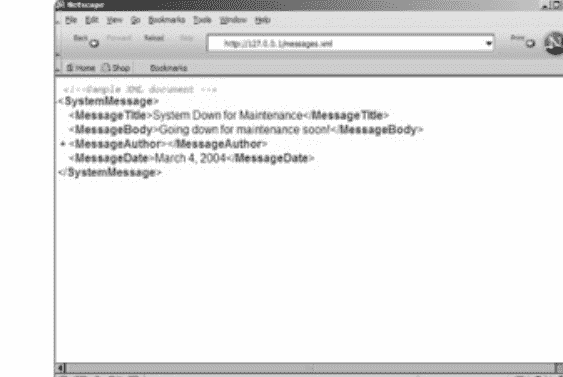 Netscape
File Edit View Go Bookmarks Tools Window Help
Back Forward Reload Stop http://127.0.0.1/messages.xml Print
Home Shop Bookmarks
<!--Sample XML document -->
-<SystemMessage>
<MessageTitle>System Down for Maintenance</MessageTitle>
<MessageBody>Going down for maintenance soon!</MessageBody>
+ <MessageAuthor></MessageAuthor>
<MessageDate>March 4, 2004</MessageDate>
</SystemMessage>